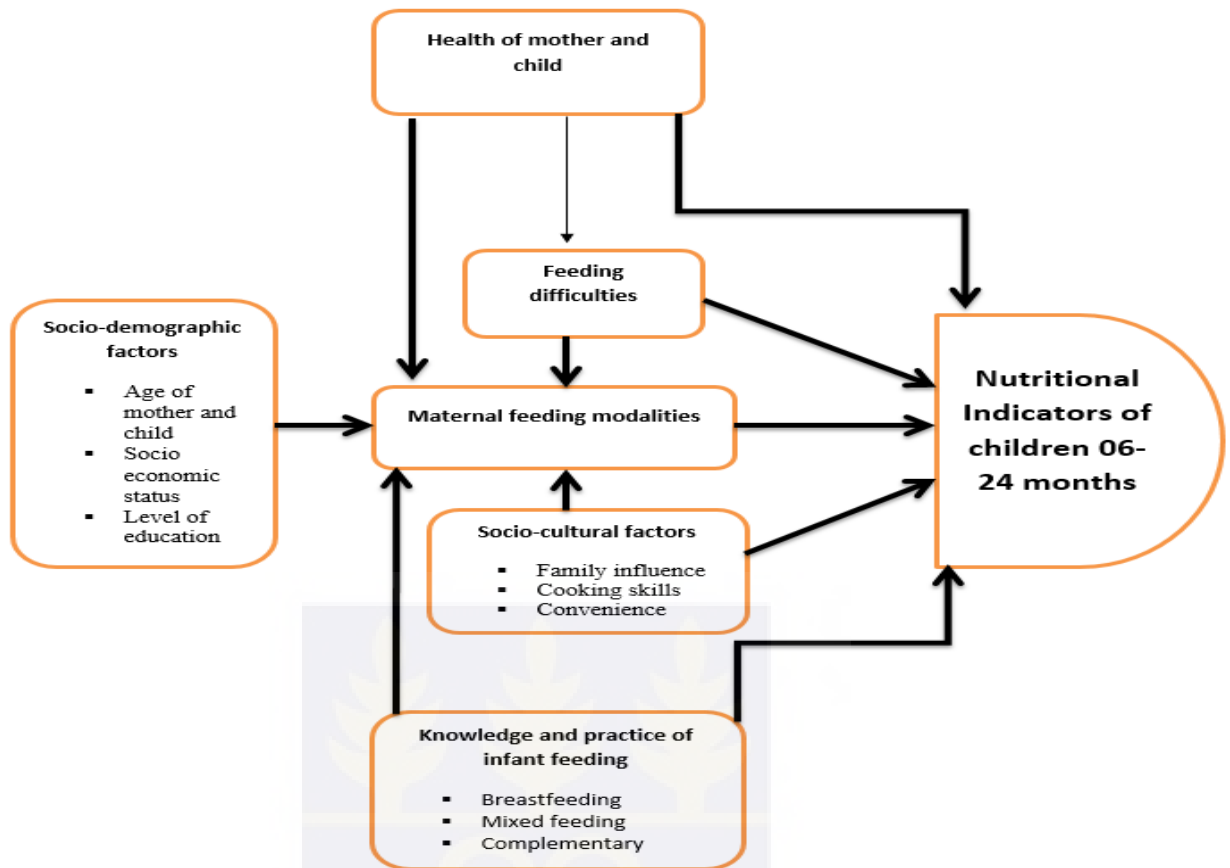 Health of mother and
child
Feeding
difficulties
Socio-demographic
factors
▪ Age of
mother and
child
▪ Socio
economic
status
▪ Level of
education
Maternal feeding modalities
Nutritional
Indicators of
children 06-
24 months
Socio-cultural factors
▪ Family influence
▪ Cooking skills
▪ Convenience
Knowledge and practice of
infant feeding
▪ Breastfeeding
▪ Mixed feeding
▪ Complementary